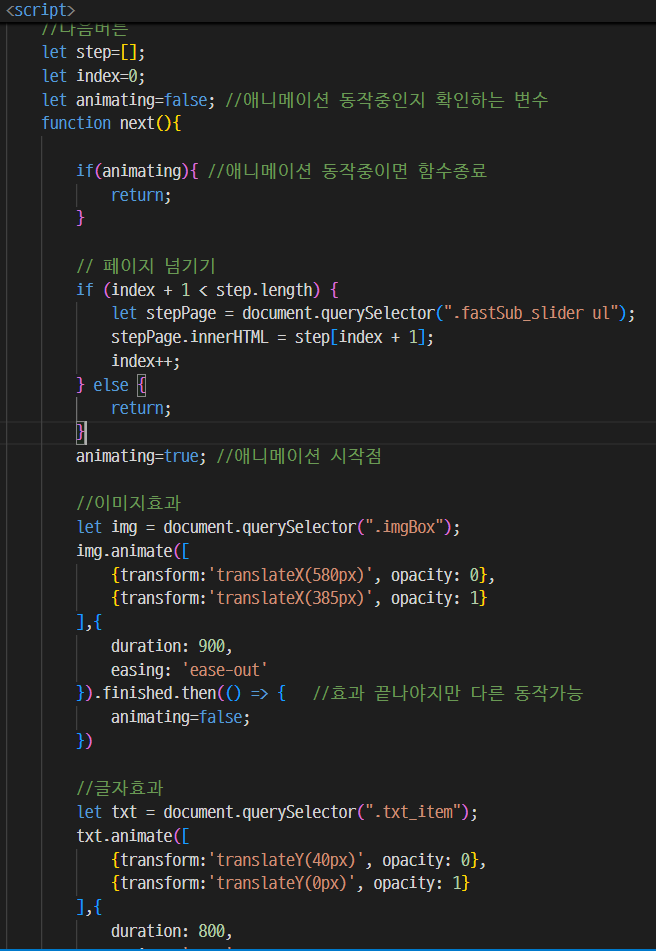 <script>
//다음버튼
let step=[];
let index=0;
let animating=false; //애니메이션 동작중인지 확인하는 변수
function next(){
if(animating){ //애니메이션 동작중이면 함수종료
return;
}
// 페이지 넘기기
if (index + 1 < step.length) {
let stepPage = document.querySelector(".fastSub_slider ul");
stepPage.innerHTML = step[index + 1];
index++;
} else {
return;
}
animating=true; //애니메이션 시작점
//이미지효과
let img = document.querySelector(".imgBox");
img.animate([
{transform:'translateX(580px)', opacity: 0},
{transform:'translateX(385px)', opacity: 1}
],{
duration: 900,
easing: 'ease-out'
}).finished.then(() => { //효과 끝나야지만 다른 동작가능
animating=false;
})
//글자효과
let txt = document.querySelector(".txt_item");
txt.animate([
{transform:'translateY(40px)', opacity: 0},
{transform:'translateY(0px)', opacity: 1}
],{
duration: 800,